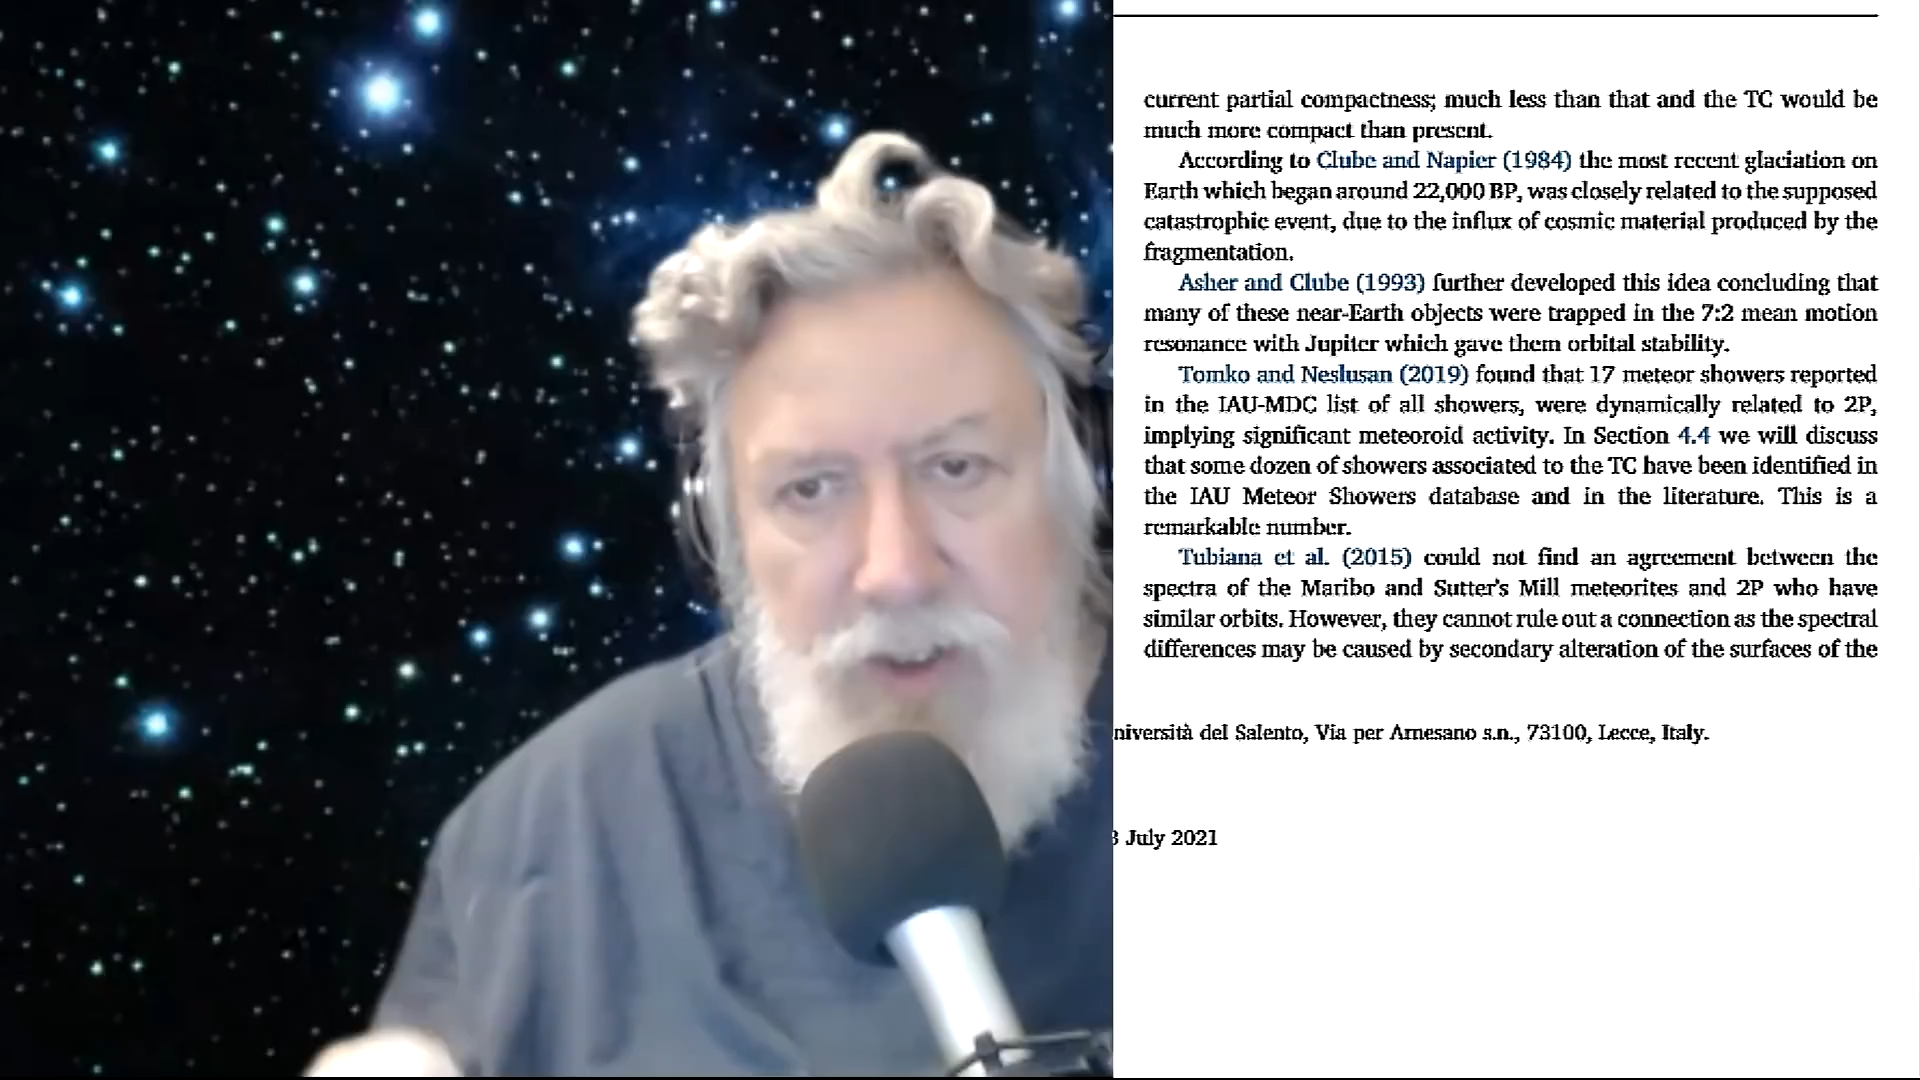 current partial compactness; much less than that and the TC would be
much more compact than present.
According to Clube and Napier (1984) the most recent glaciation on
Earth which began around 22,000 BP, was closely related to the supposed
catastrophic event, due to the influx of cosmic material produced by the
fragmentation.
Asher and Clube (1993) further developed this idea concluding that
many of these near-Earth objects were trapped in the 7:2 mean motion
resonance with Jupiter which gave them orbital stability.
Tomko and Neslusan (2019) found that 17 meteor showers reported
in the IAU-MDC list of all showers, were dynamically related to 2P,
implying significant meteoroid activity. In Section 4.4 we will discuss
that some dozen of showers associated to the TC have been identified in
the IAU Meteor Showers database and in the literature. This is a
remarkable number.
Tubiana et al. (2015) could not find an agreement between the
spectra of the Maribo and Sutter's Mill meteorites and 2P who have
similar orbits. However, they cannot rule out a connection as the spectral
differences may be caused by secondary alteration of the surfaces of the
niversità del Salento, Via per Arnesano s.n., 73100, Lecce, Italy.
3 July 2021